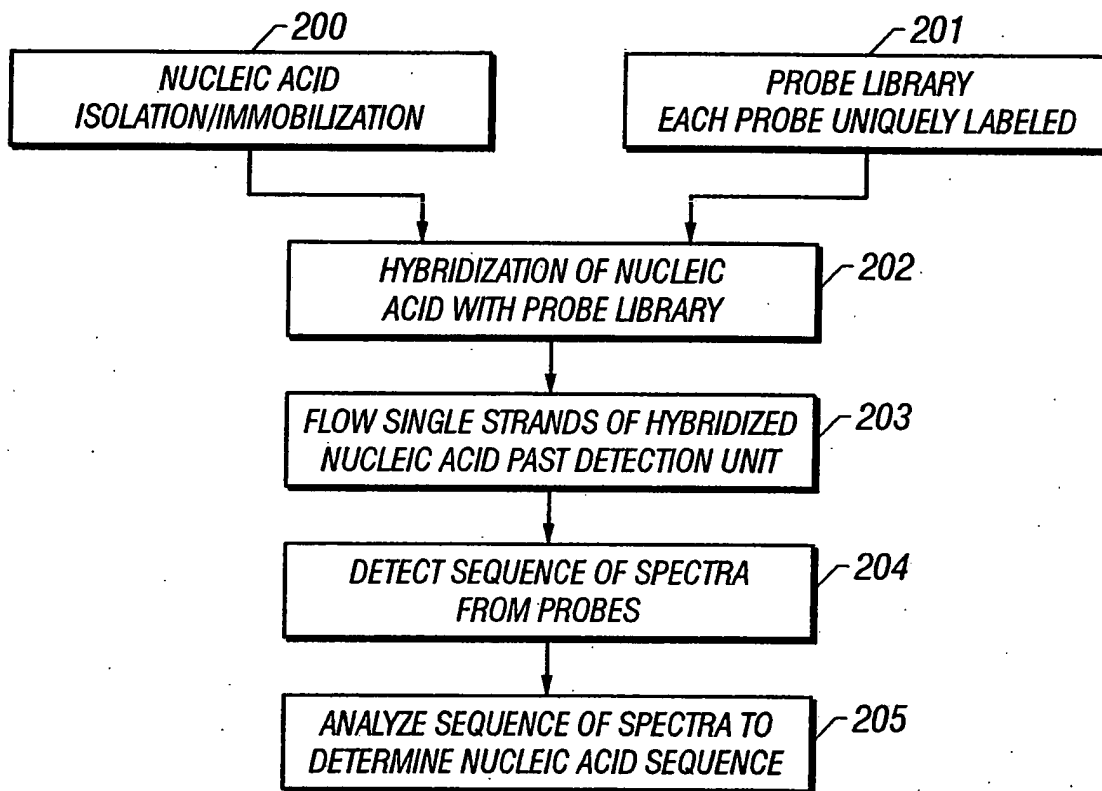 200
NUCLEIC ACID
ISOLATION/IMMOBILIZATION
201
PROBE LIBRARY
EACH PROBE UNIQUELY LABELED
HYBRIDIZATION OF NUCLEIC
ACID WITH PROBE LIBRARY
202
FLOW SINGLE STRANDS OF HYBRIDIZED
NUCLEIC ACID PAST DETECTION UNIT
203
DETECT SEQUENCE OF SPECTRA
FROM PROBES
204
ANALYZE SEQUENCE OF SPECTRA TO
DETERMINE NUCLEIC ACID SEQUENCE
205